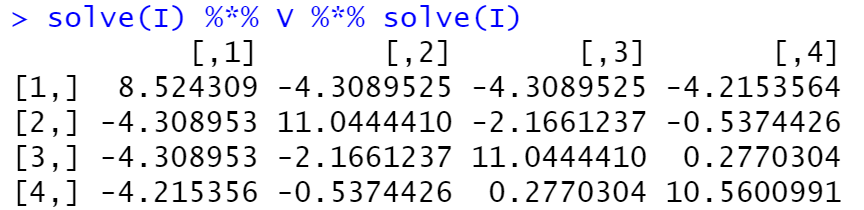 > solve(I) %*% V %*% solve(I)
[,1] [,2] [,3] [,4]
[1,] 8.524309 -4.3089525 -4.3089525 -4.2153564
[2,] -4.308953 11.0444410 -2.1661237 -0.5374426
[3,] -4.308953 -2.1661237 11.0444410 0.2770304
[4,] -4.215356 -0.5374426 0.2770304 10.5600991